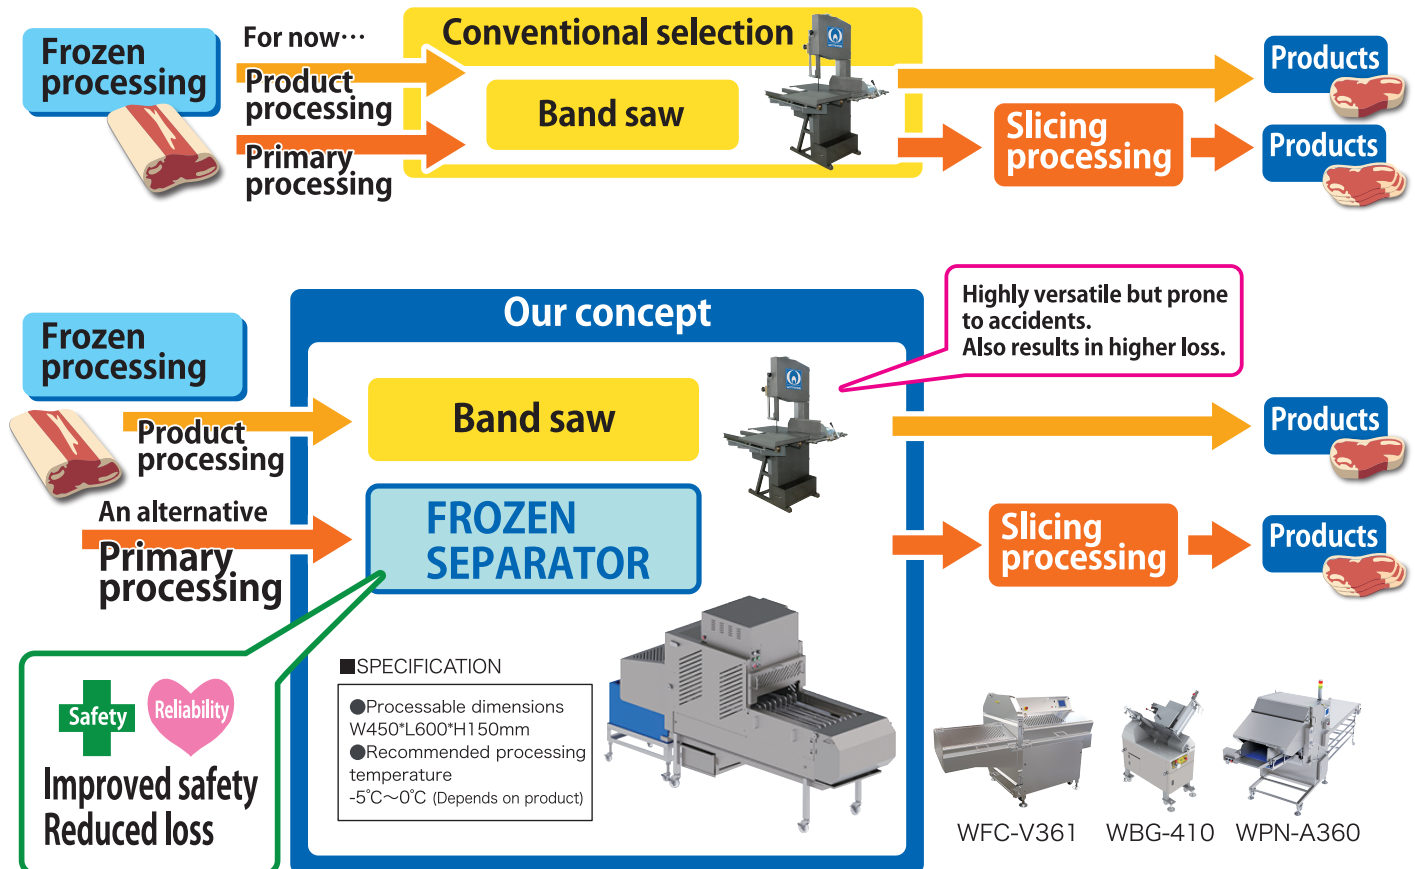 Frozen
processing
For now…
Product
processing
Primary
processing
Conventional selection
Band saw
Slicing
processing
Products
Products
Frozen
processing
Product
processing
An alternative
Primary
processing
Our concept
Band saw
FROZEN
SEPARATOR
Highly versatile but prone
to accidents.
Also results in higher loss.
Slicing
processing
Products
Products
Safety
Reliability
Improved safety
Reduced loss
■SPECIFICATION
●Processable dimensions
W450*L600*H150mm
●Recommended processing
temperature
-5℃～0℃ (Depends on product)
WFC-V361
WBG-410
WPN-A360